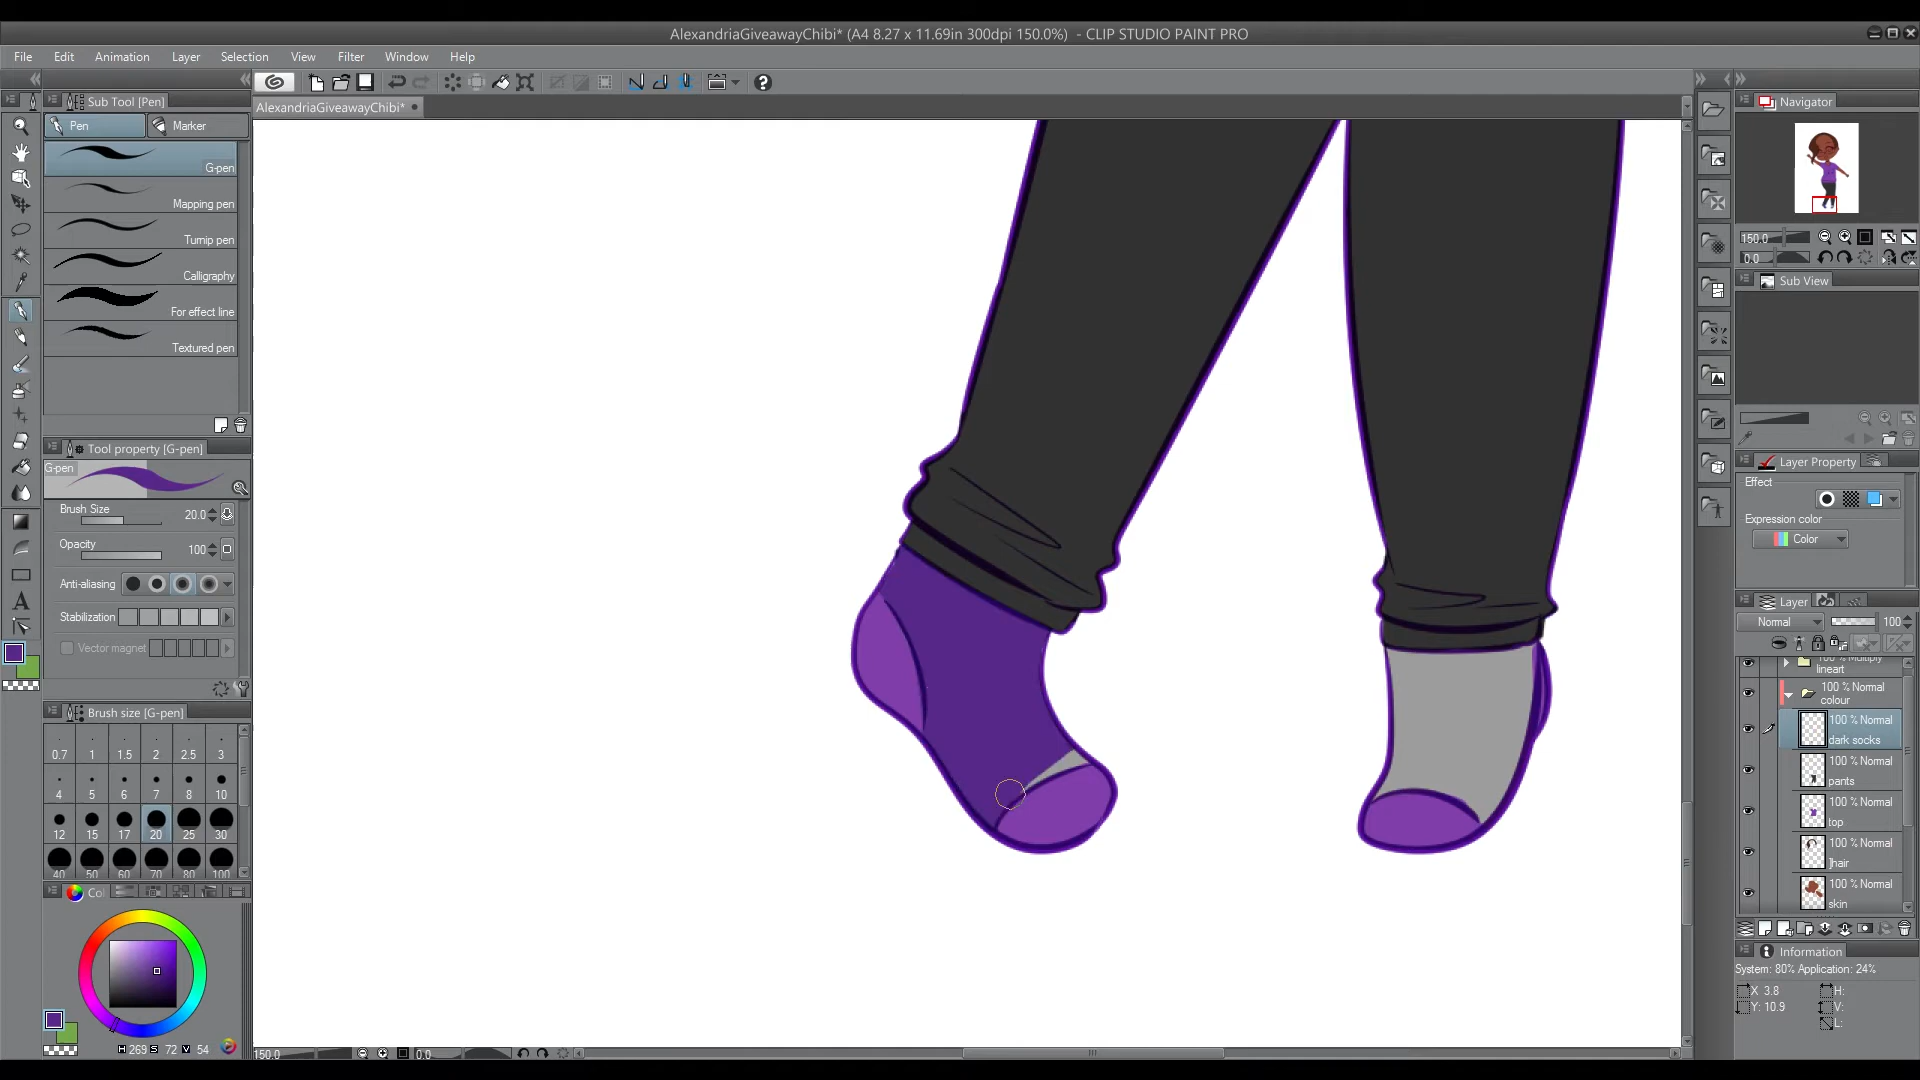 AlexandriaGiveawayChibi* (A4 8.27 x 11.69in 300dpi 150.0%) - CLIP STUDIO PAINT PRO
File Edit Animation Layer Selection View Filter Window Help
Sub Tool [Pen]
AlexandriaGiveawayChibi*
Navigator
Pen Marker
G-pen
Mapping pen
Turnip pen
Calligraphy
For effect line
Textured pen
150.0
0.0
Sub View
Tool property [G-pen]
G-pen
Brush Size 20.0
Opacity 100
Anti-aliasing
Stabilization
Vector magnet
Layer Property
Effect
Expression color
Color
Layer
Normal 100
100 % Multiply
lineart
100 % Normal
colour
100 % Normal
dark socks
100 % Normal
pants
100 % Normal
top
100 % Normal
]hair
100 % Normal
skin
Brush size [G-pen]
0.7 1 1.5 2 2.5 3
4 5 6 7 8 10
12 15 17 20 25 30
40 50 60 70 80 100
Col
H 269 S 72 V 54
150.0 0.0
Information
System: 80% Application: 24%
X 3.8 H:
Y: 10.9 V:
L: